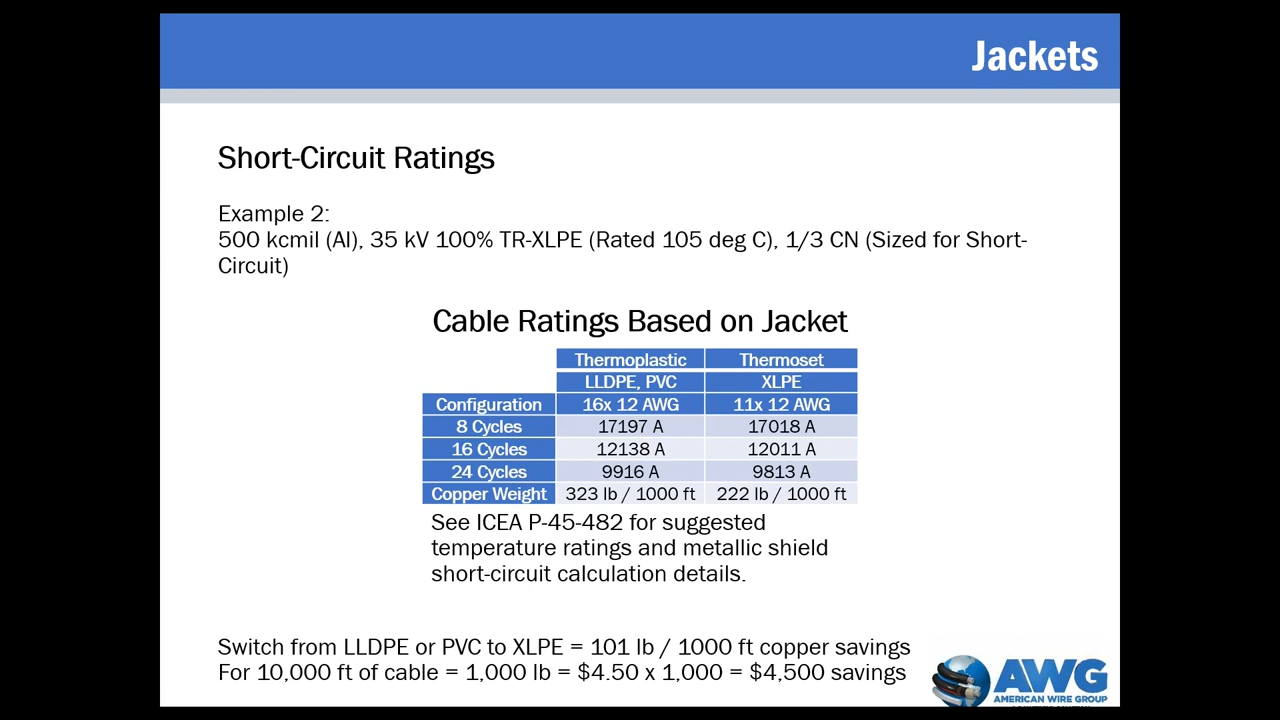 Jackets
Short-Circuit Ratings
Example 2:
500 kcmil (Al), 35 kV 100% TR-XLPE (Rated 105 deg C), 1/3 CN (Sized for Short-
Circuit)
Cable Ratings Based on Jacket
Thermoplastic Thermoset
LLDPE, PVC XLPE
Configuration 16x 12 AWG 11x 12 AWG
8 Cycles 17197 A 17018 A
16 Cycles 12138 A 12011 A
24 Cycles 9916 A 9813 A
Copper Weight 323 lb / 1000 ft 222 lb / 1000 ft
See ICEA P-45-482 for suggested
temperature ratings and metallic shield
short-circuit calculation details.
Switch from LLDPE or PVC to XLPE = 101 lb / 1000 ft copper savings
For 10,000 ft of cable = 1,000 lb = $4.50 x 1,000 = $4,500 savings
AWG
AMERICAN WIRE GROUP